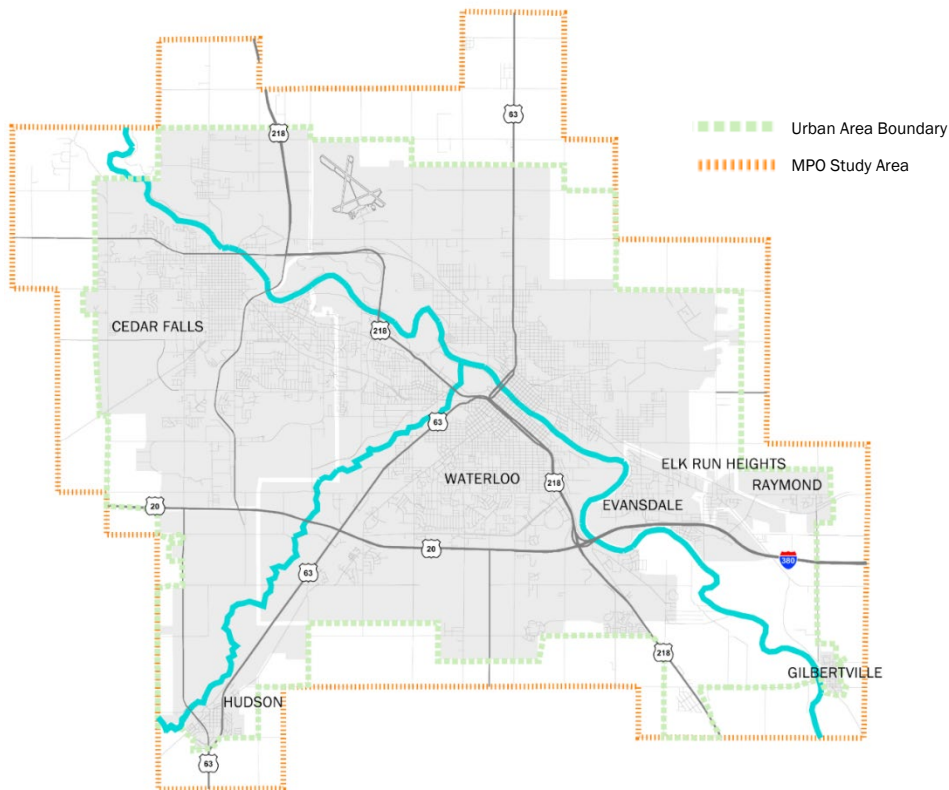 63
218
Urban Area Boundary
MPO Study Area
CEDAR FALLS
218
63
ELK RUN HEIGHTS
RAYMOND
WATERLOO
218
EVANSDALE
20
20
380
63
218
GILBERTVILLE
HUDSON
63